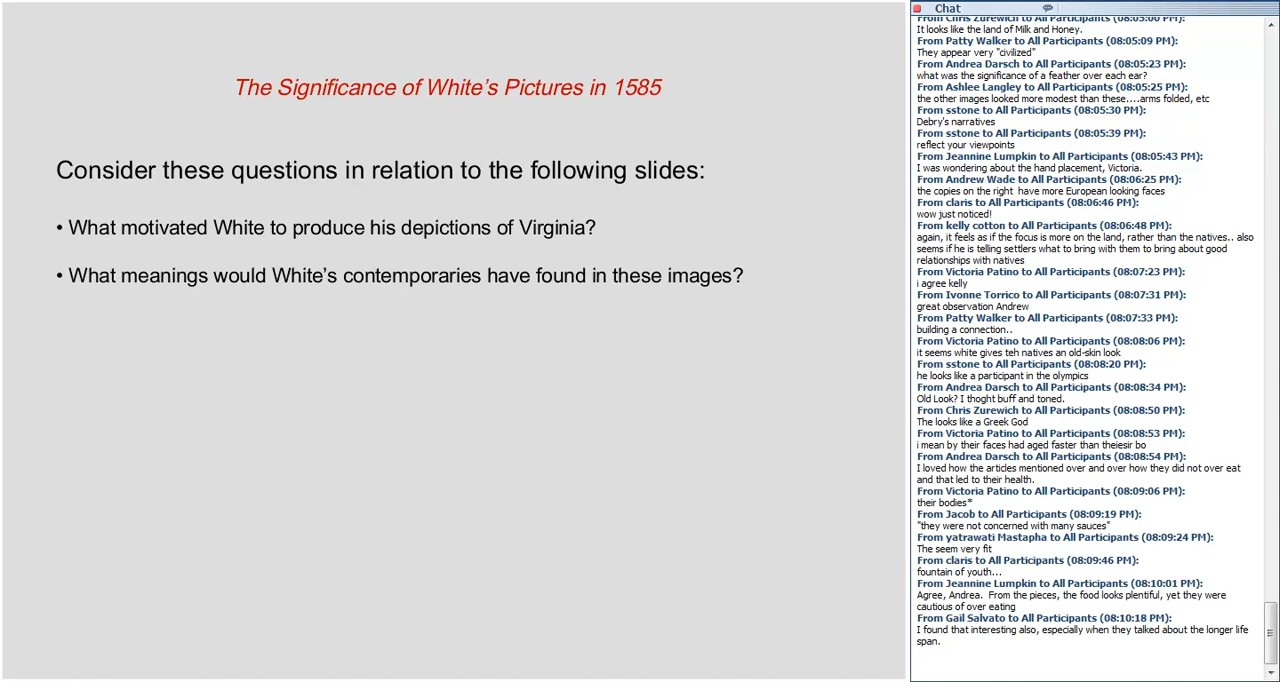 The Significance of White's Pictures in 1585
Consider these questions in relation to the following slides:
• What motivated White to produce his depictions of Virginia?
• What meanings would White's contemporaries have found in these images?
Chat
From Chris Zurewich to All Participants (08:05:00 PM):
It looks like the land of Milk and Honey.
From Patty Walker to All Participants (08:05:09 PM):
They appear very "civilized"
From Andrea Darsch to All Participants (08:05:23 PM):
what was the significance of a feather over each ear?
From Ashlee Langley to All Participants (08:05:25 PM):
the other images looked more modest than these....arms folded, etc
From sstone to All Participants (08:05:30 PM):
Debry's narratives
From sstone to All Participants (08:05:39 PM):
reflect your viewpoints
From Jeannine Lumpkin to All Participants (08:05:43 PM):
I was wondering about the hand placement, Victoria.
From Andrew Wade to All Participants (08:06:25 PM):
the copies on the right have more European looking faces
From claris to All Participants (08:06:46 PM):
wow just noticed!
From kelly cotton to All Participants (08:06:48 PM):
again, it feels as if the focus is more on the land, rather than the natives.. also
seems if he is telling settlers what to bring with them to bring about good
relationships with natives
From Victoria Patino to All Participants (08:07:23 PM):
i agree kelly
From Ivonne Torrico to All Participants (08:07:31 PM):
great observation Andrew
From Patty Walker to All Participants (08:07:33 PM):
building a connection..
From Victoria Patino to All Participants (08:08:06 PM):
it seems white gives teh natives an old-skin look
From sstone to All Participants (08:08:20 PM):
he looks like a participant in the olympics
From Andrea Darsch to All Participants (08:08:34 PM):
Old Look? I thoght buff and toned.
From Chris Zurewich to All Participants (08:08:50 PM):
The looks like a Greek God
From Victoria Patino to All Participants (08:08:53 PM):
i mean by their faces had aged faster than theiesir bo
From Andrea Darsch to All Participants (08:08:54 PM):
I loved how the articles mentioned over and over how they did not over eat
and that led to their health.
From Victoria Patino to All Participants (08:09:06 PM):
their bodies*
From Jacob to All Participants (08:09:19 PM):
"they were not concerned with many sauces"
From yatrawati Mastapha to All Participants (08:09:24 PM):
The seem very fit
From claris to All Participants (08:09:46 PM):
fountain of youth...
From Jeannine Lumpkin to All Participants (08:10:01 PM):
Agree, Andrea. From the pieces, the food looks plentiful, yet they were
cautious of over eating
From Gail Salvato to All Participants (08:10:18 PM):
I found that interesting also, especially when they talked about the longer life
span.